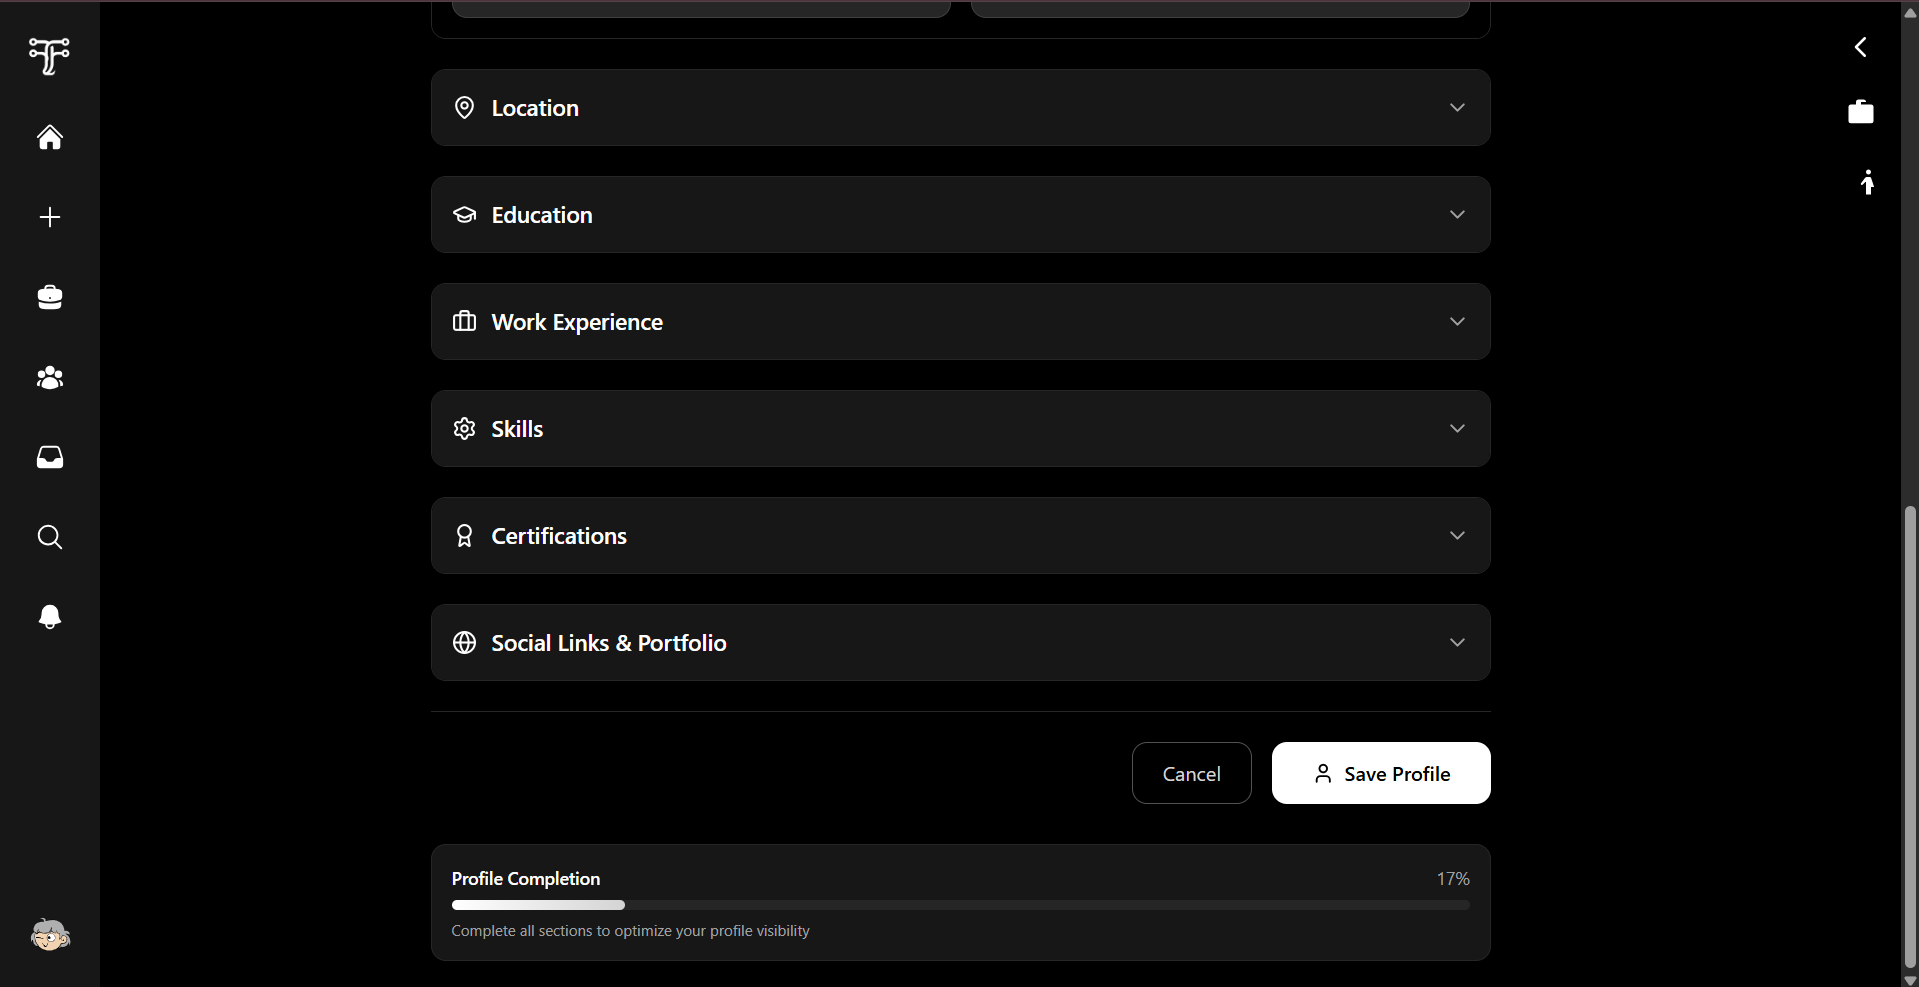 Location
Education
Work Experience
Skills
Certifications
Social Links & Portfolio
Cancel
Save Profile
Profile Completion
17%
Complete all sections to optimize your profile visibility